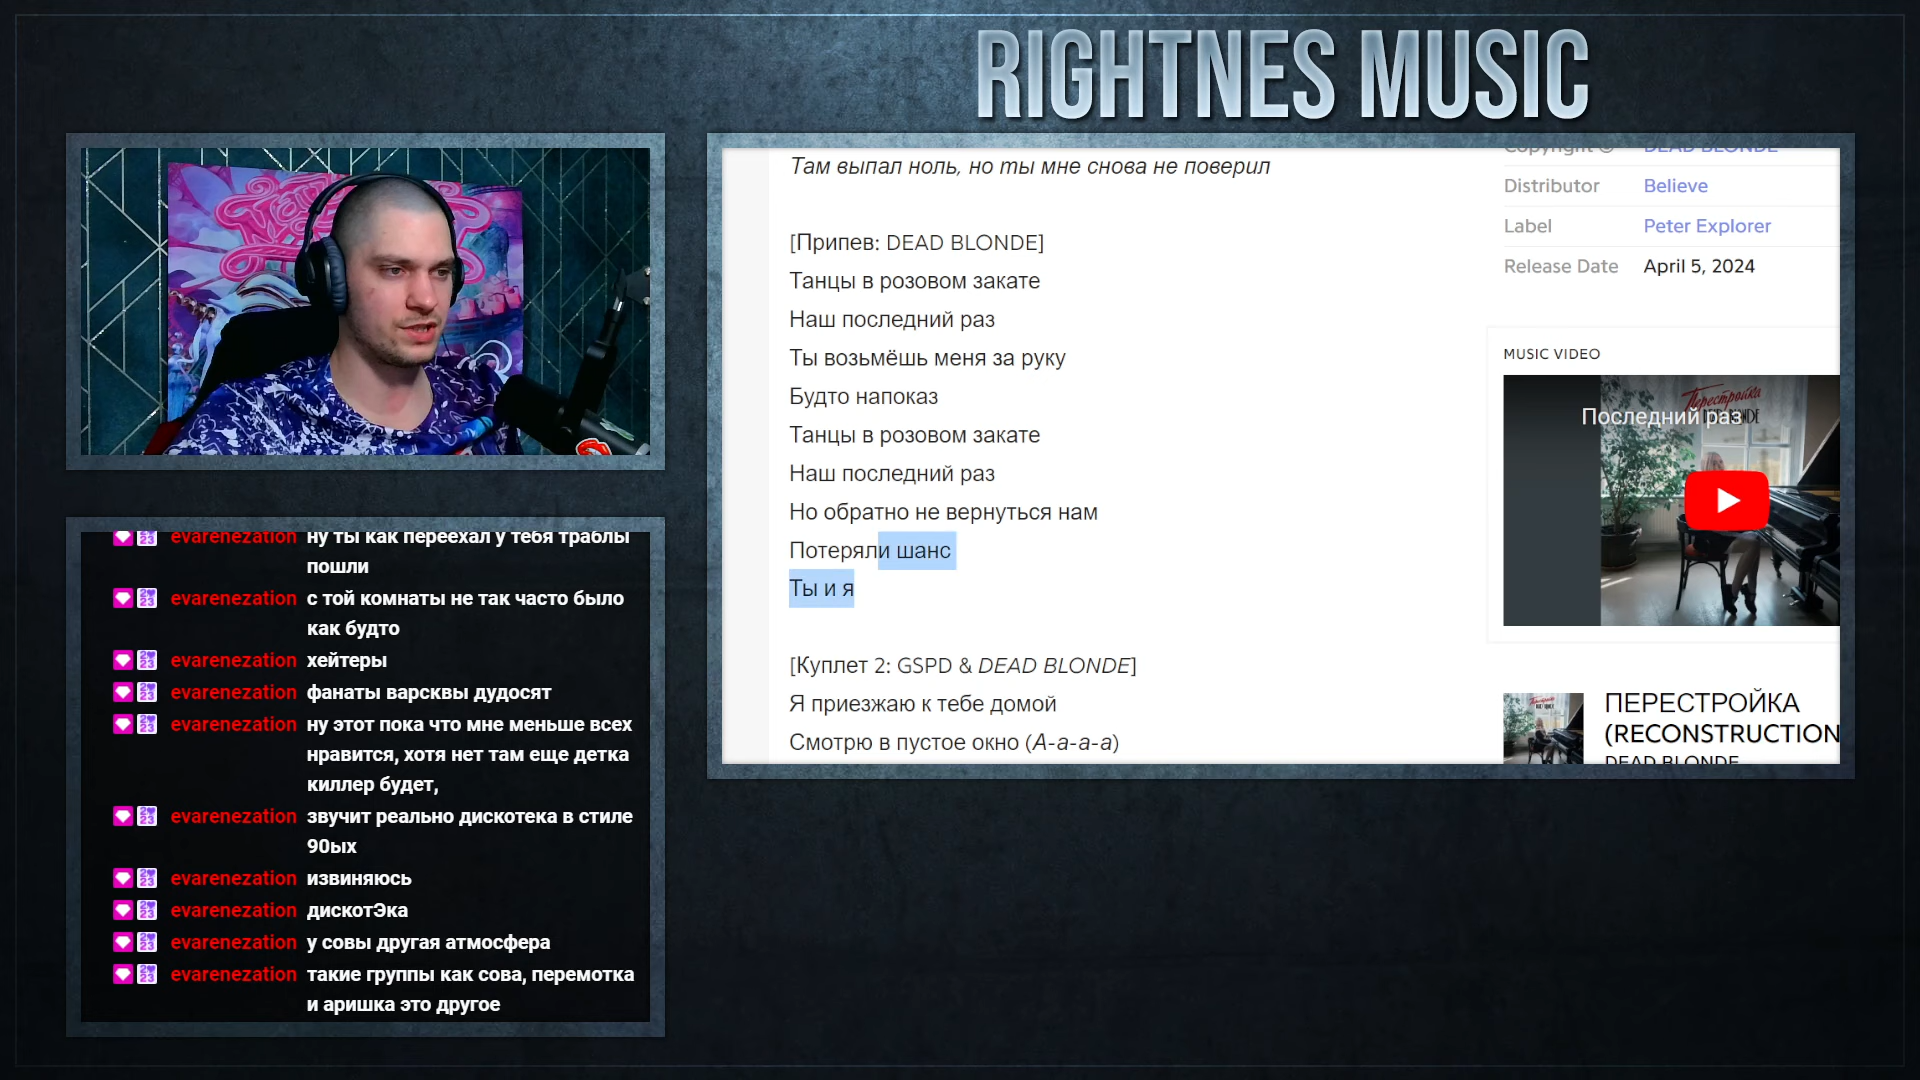 RIGHTNES MUSIC
Там выпал ноль, но ты мне снова не поверил
[Припев: DEAD BLONDE]
Танцы в розовом закате
Наш последний раз
Ты возьмёшь меня за руку
Будто напоказ
Танцы в розовом закате
Наш последний раз
Но обратно не вернуться нам
Потеряли шанс
Ты и я
[Куплет 2: GSPD & DEAD BLONDE]
Я приезжаю к тебе домой
Смотрю в пустое окно (А-а-а-а)
Copyright © DEAD BLONDE
Distributor Believe
Label Peter Explorer
Release Date April 5, 2024
MUSIC VIDEO
Перестройка
Последний раз
ПЕРЕСТРОЙКА
(RECONSTRUCTION
DEAD BLONDE
evarenezation ну ты как переехал у тебя траблы
пошли
evarenezation с той комнаты не так часто было
как будто
evarenezation хейтеры
evarenezation фанаты варсквы дудосят
evarenezation ну этот пока что мне меньше всех
нравится, хотя нет там еще детка
киллер будет,
evarenezation звучит реально дискотека в стиле
90ых
evarenezation извиняюсь
evarenezation дискотЭка
evarenezation у совы другая атмосфера
evarenezation такие группы как сова, перемотка
и аришка это другое